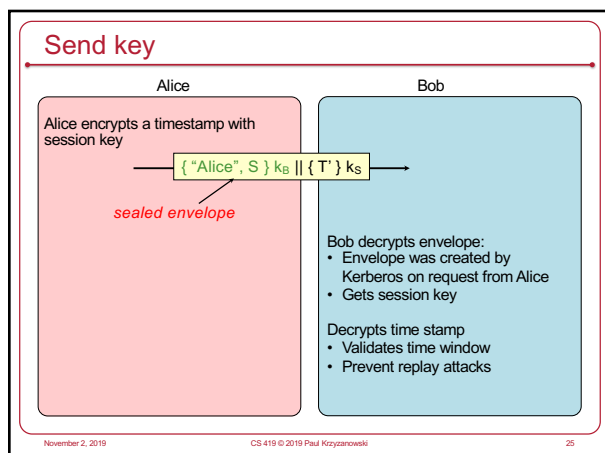 Send key
Alice
Bob
Alice encrypts a timestamp with
session key
{ “Alice”, S } kB || { T’ } kS
sealed envelope
Bob decrypts envelope:
• Envelope was created by
Kerberos on request from Alice
• Gets session key
Decrypts time stamp
• Validates time window
• Prevent replay attacks
November 2, 2019
CS 419 © 2019 Paul Krzyzanowski
25